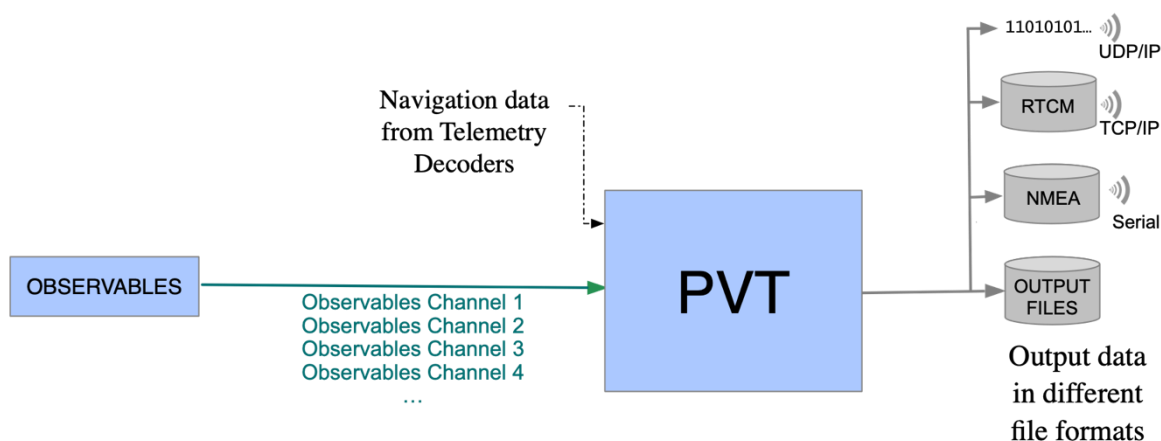 11010101...
UDP/IP
Navigation data
from Telemetry
Decoders
RTCM
TCP/IP
NMEA
Serial
OBSERVABLES
PVT
Observables Channel 1
Observables Channel 2
Observables Channel 3
Observables Channel 4
...
OUTPUT
FILES
Output data
in different
file formats